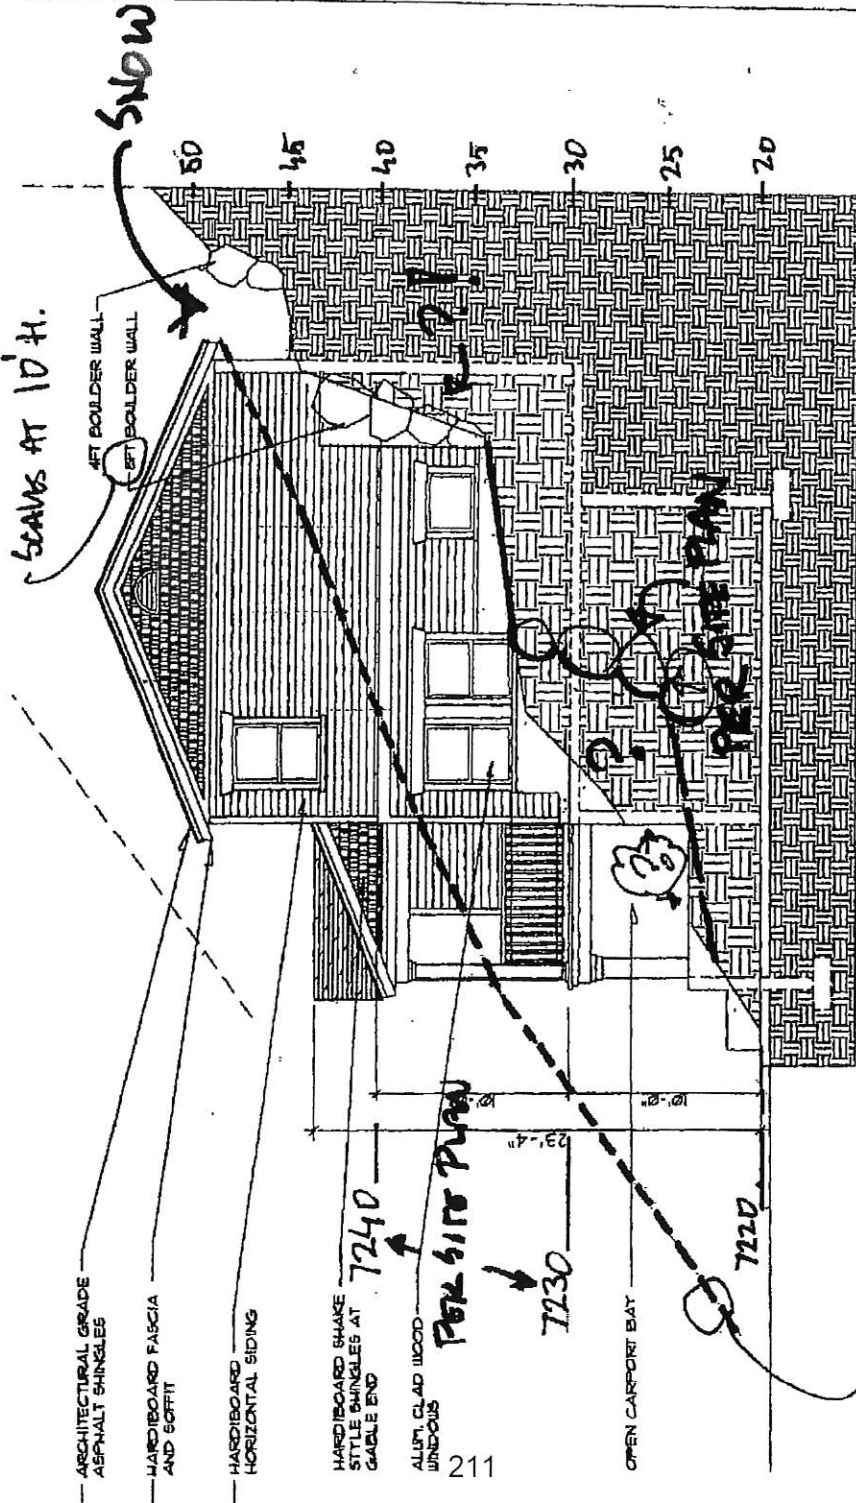 SCALES AT 10' H.
SNOW
4FT BOULDER WALL
8FT BOULDER WALL
50
45
40
35
30
25
20
?!
?
PER SITE PLAN
?
ARCHITECTURAL GRADE
ASPHALT SHINGLES
HARDIBOARD FASCIA
AND SOFFIT
HARDIBOARD
HORIZONTAL SIDING
HARDIBOARD SHAKE
STYLE SHINGLES AT
GABLE END
7240
PER SITE PLAN
ALUM. CLAD WOOD
WINDOWS
7230
10'-0"
10'-0"
23'-4"
7220
OPEN CARPORT BAY
211